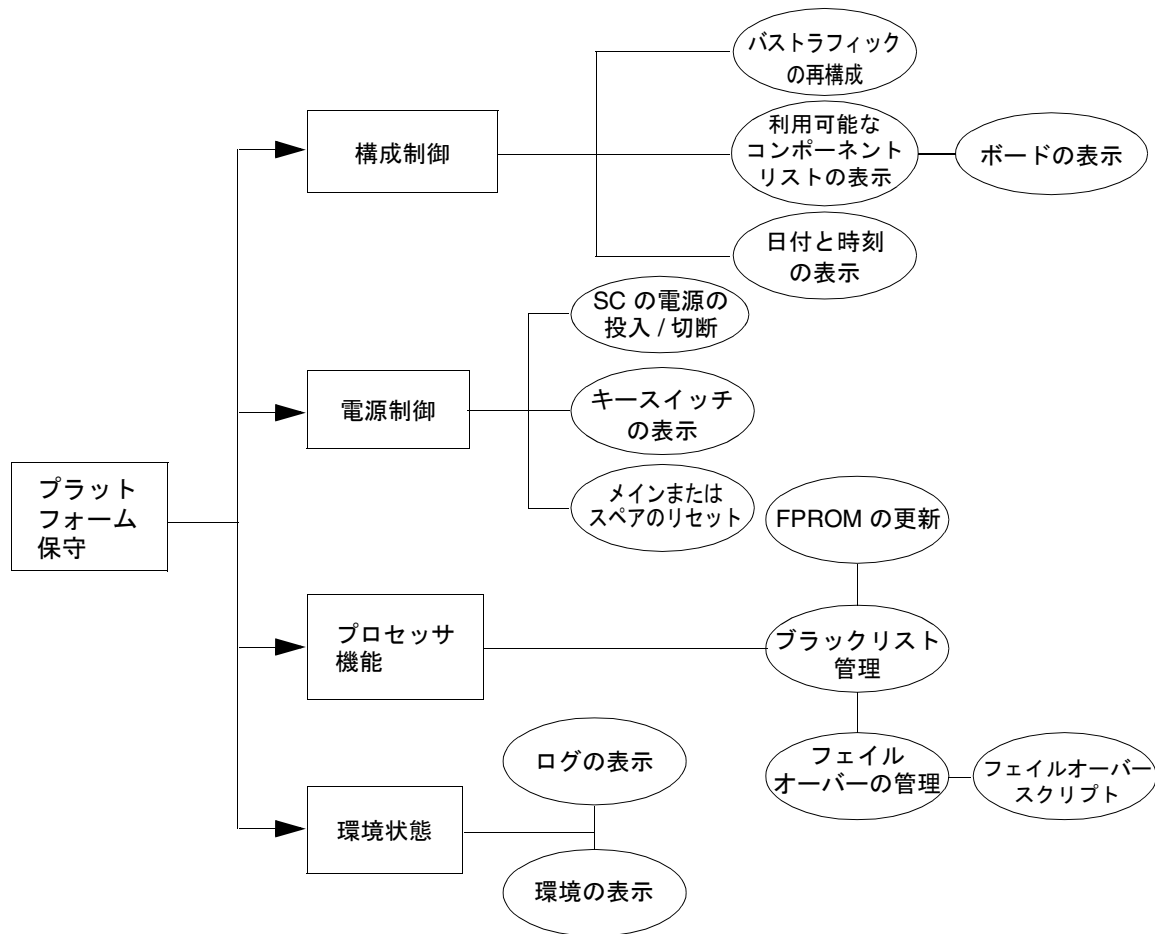 バストラフィック
の再構成
構成制御
利用可能な
コンポーネント
リストの表示
ボードの表示
日付と時刻
の表示
SC の電源の
投入 / 切断
電源制御
キースイッチ
の表示
メインまたは
スペアのリセット
プラット
フォーム
保守
FPROM の更新
プロセッサ
機能
ブラックリスト
管理
フェイル
オーバーの管理
フェイルオーバー
スクリプト
ログの表示
環境状態
環境の表示